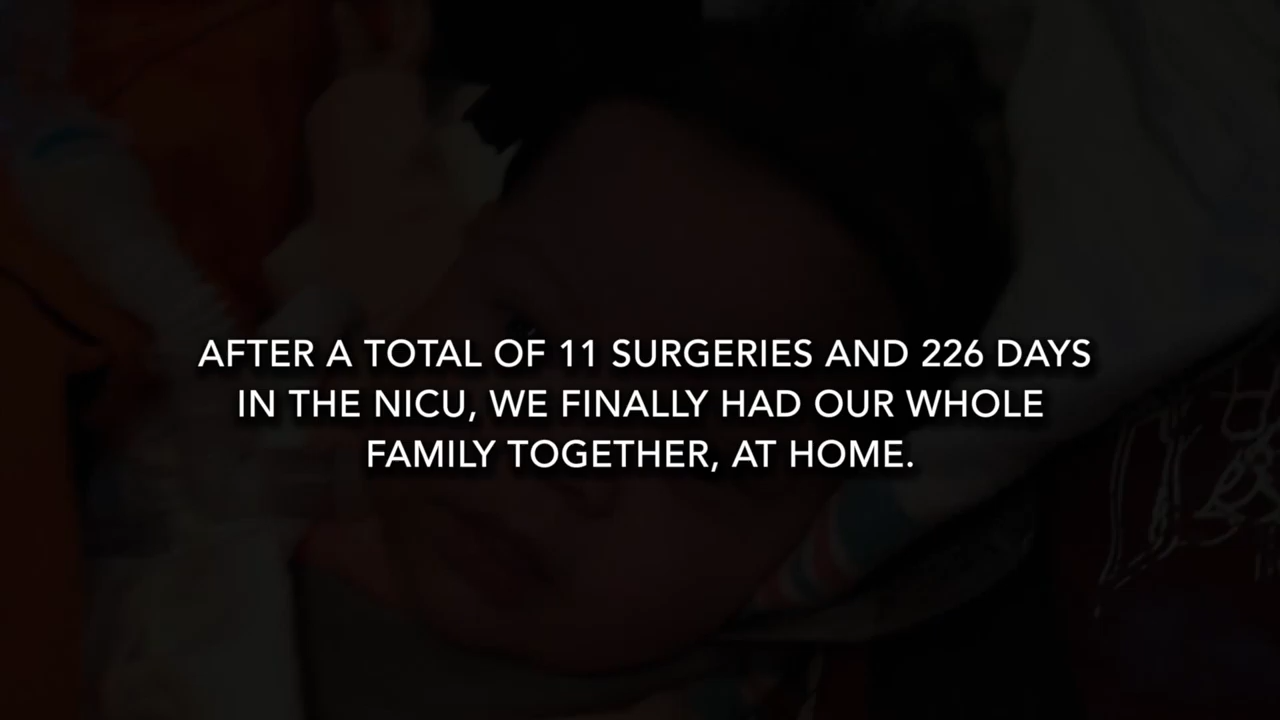 AFTER A TOTAL OF 11 SURGERIES AND 226 DAYS
IN THE NICU, WE FINALLY HAD OUR WHOLE
FAMILY TOGETHER, AT HOME.